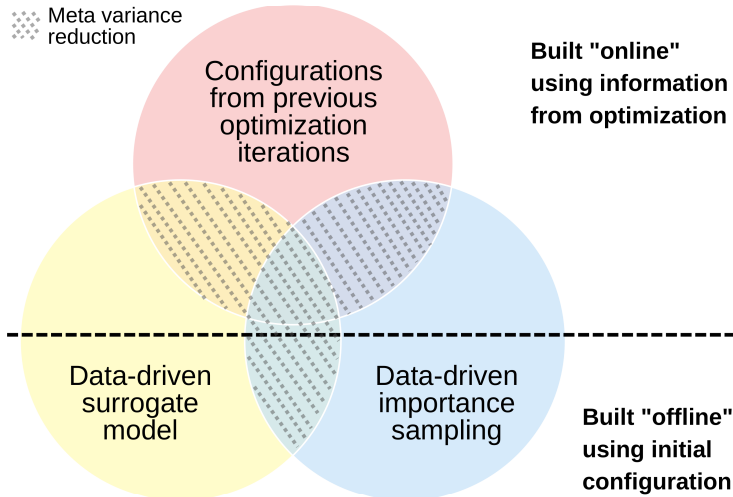 Meta variance
reduction
Configurations
from previous
optimization
iterations
Built "online"
using information
from optimization
Data-driven
surrogate
model
Data-driven
importance
sampling
Built "offline"
using initial
configuration